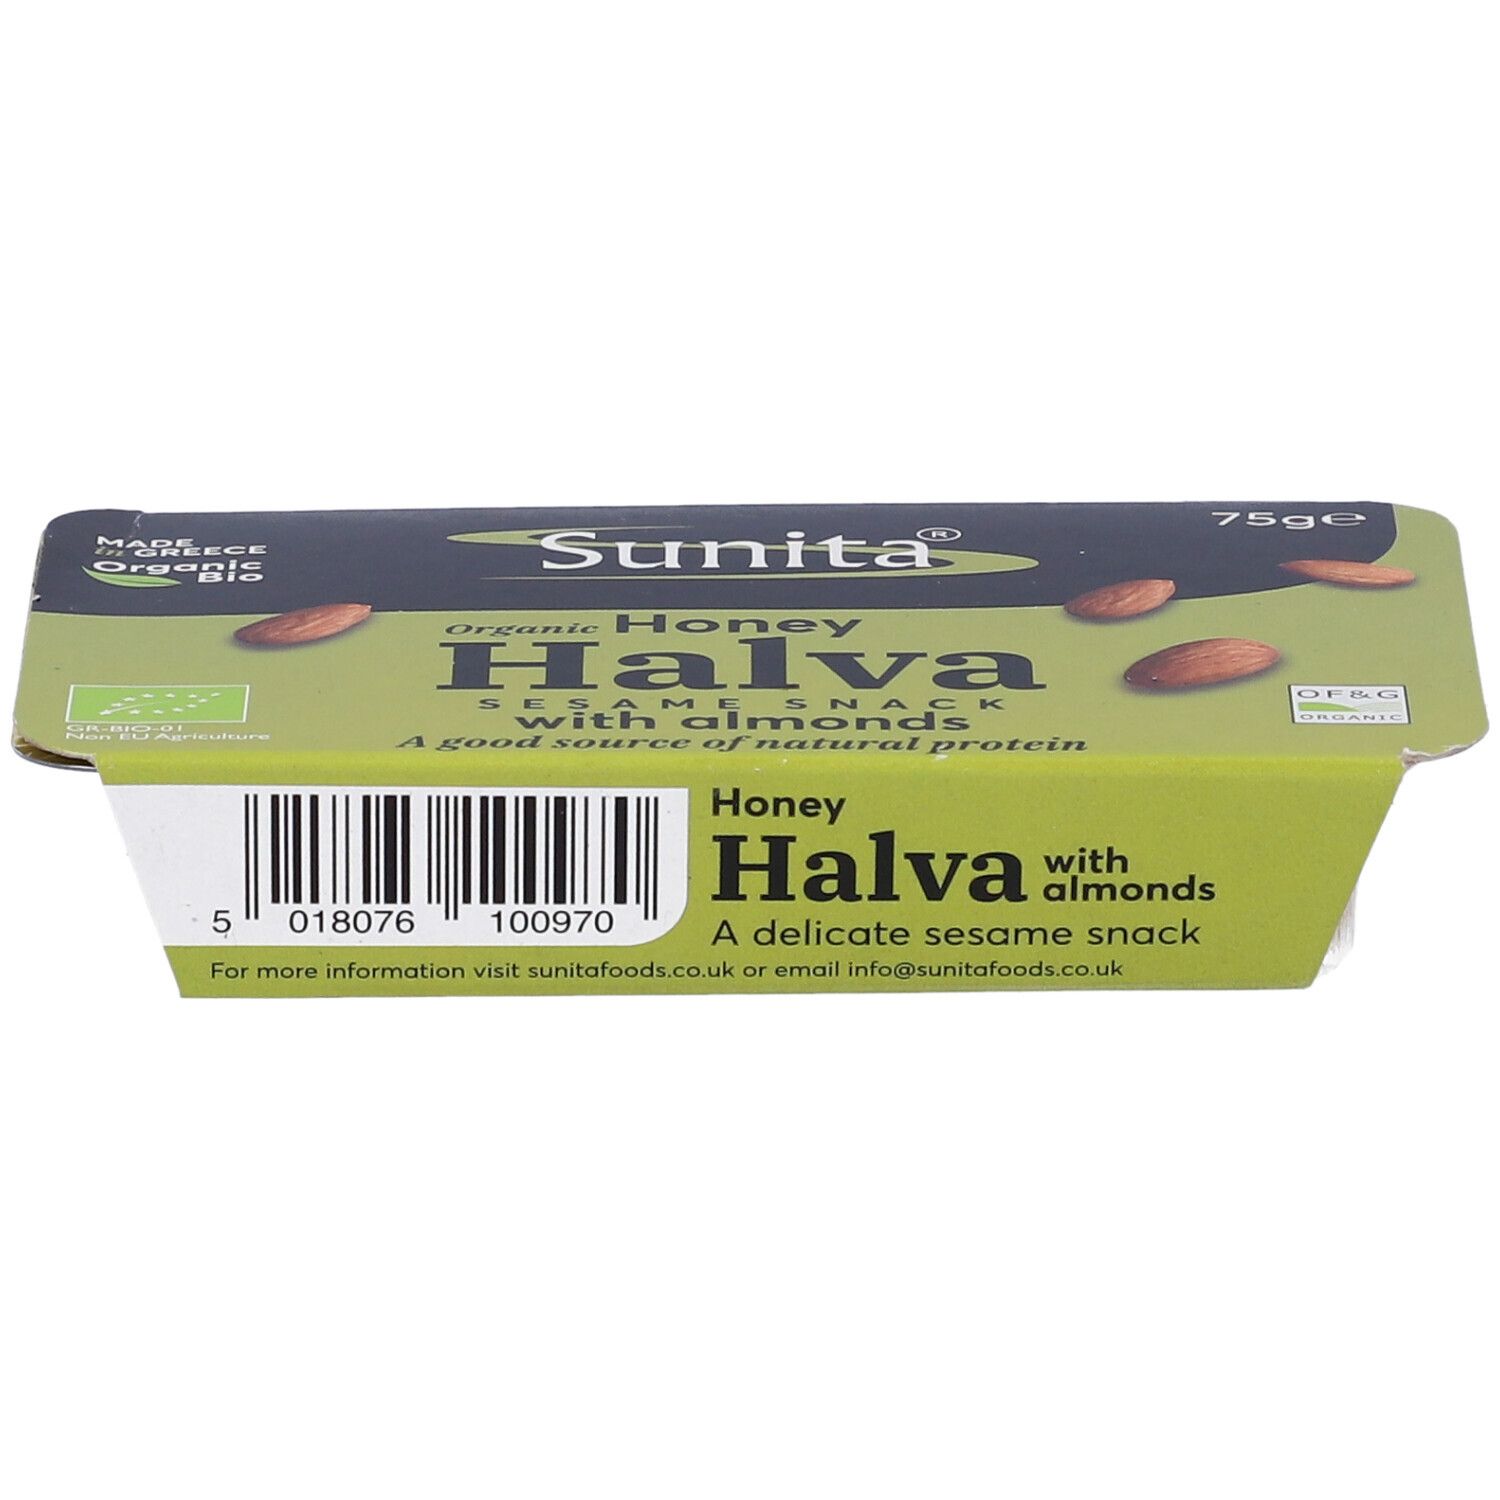 MADE
in GREECE
Organic
Bio
Sunita®
75g℮
Organic Honey
Halva
SESAME SNACK
with almonds
A good source of natural protein
GR-BIO-01
Non EU Agriculture
OF&G
ORGANIC
5 018076 100970
Honey
Halva with
almonds
A delicate sesame snack
For more information visit sunitafoods.co.uk or email info@sunitafoods.co.uk